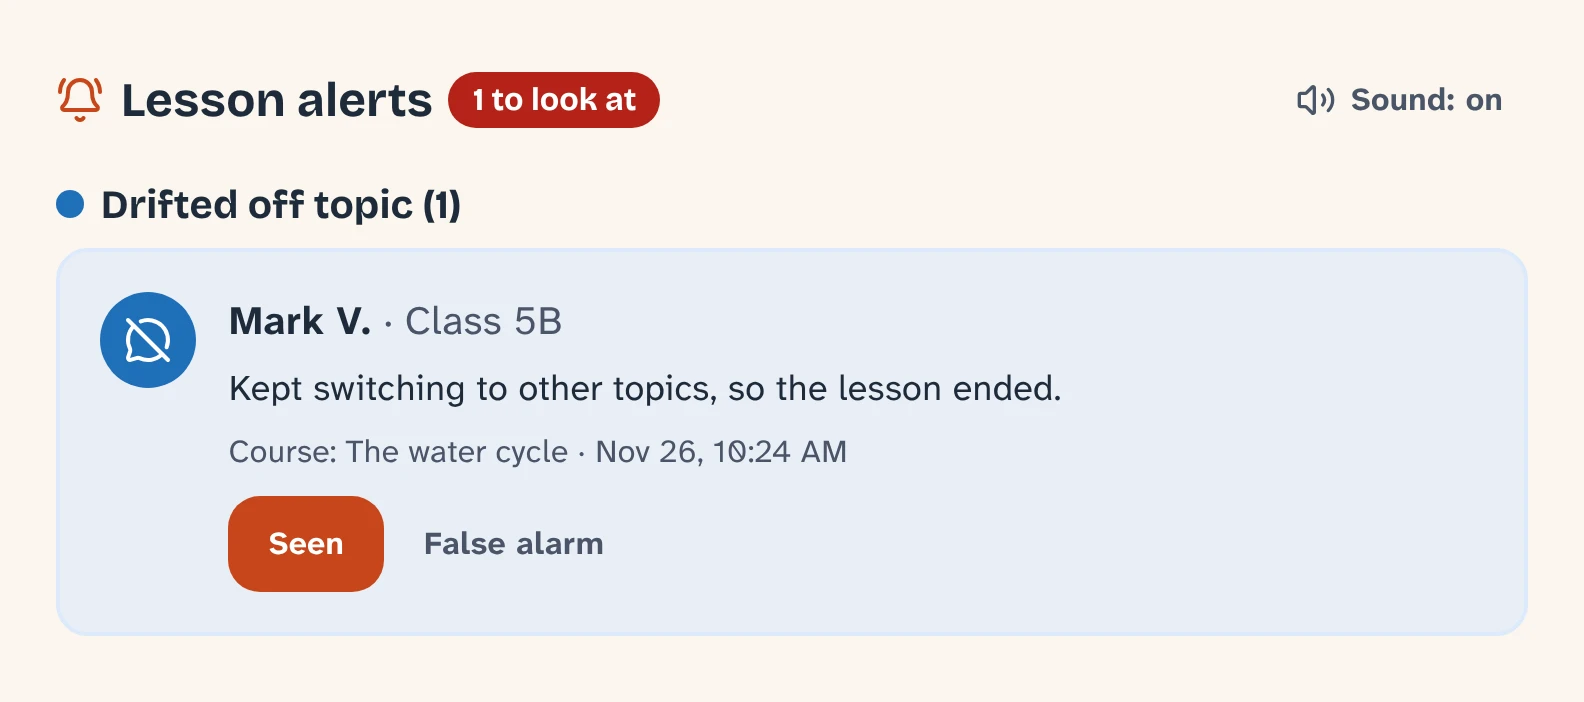 Lesson alerts 1 to look at Sound: on
Drifted off topic (1)
Mark V. · Class 5B
Kept switching to other topics, so the lesson ended.
Course: The water cycle · Nov 26, 10:24 AM
Seen False alarm